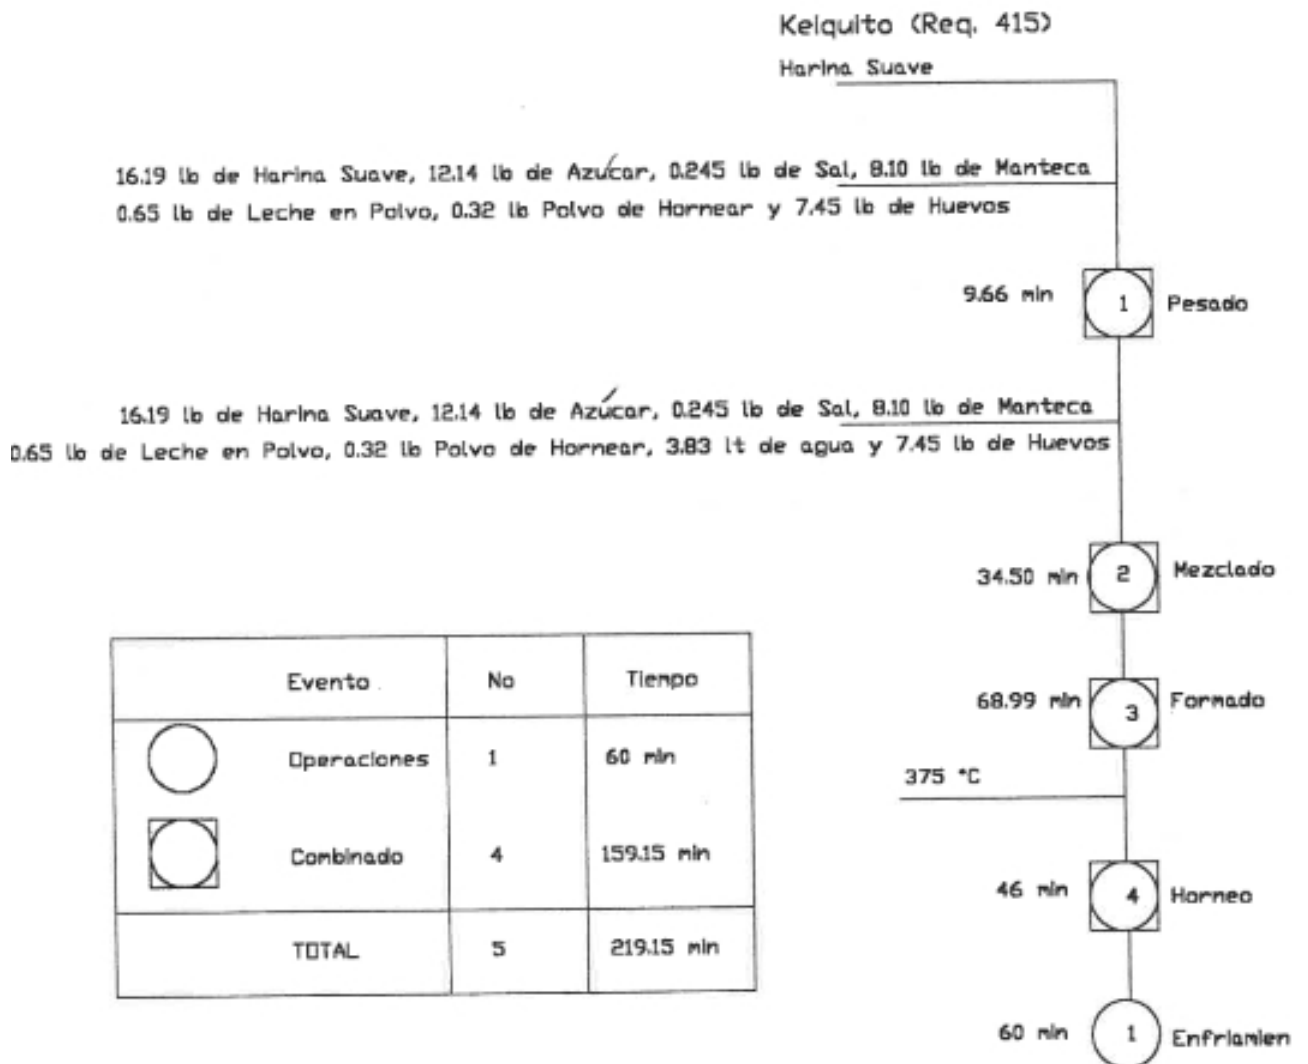 Keiquito (Req. 415)
Harina Suave
16.19 lb de Harina Suave, 12.14 lb de Azúcar, 0.245 lb de Sal, 8.10 lb de Manteca
0.65 lb de Leche en Polvo, 0.32 lb Polvo de Hornear y 7.45 lb de Huevos
9.66 min 1 Pesado
16.19 lb de Harina Suave, 12.14 lb de Azúcar, 0.245 lb de Sal, 8.10 lb de Manteca
0.65 lb de Leche en Polvo, 0.32 lb Polvo de Hornear, 3.83 lt de agua y 7.45 lb de Huevos
34.50 min 2 Mezclado
68.99 min 3 Formado
375 °C
46 min 4 Horneo
60 min 1 Enfriamien
Evento No Tiempo
Operaciones 1 60 min
Combinado 4 159.15 min
TOTAL 5 219.15 min